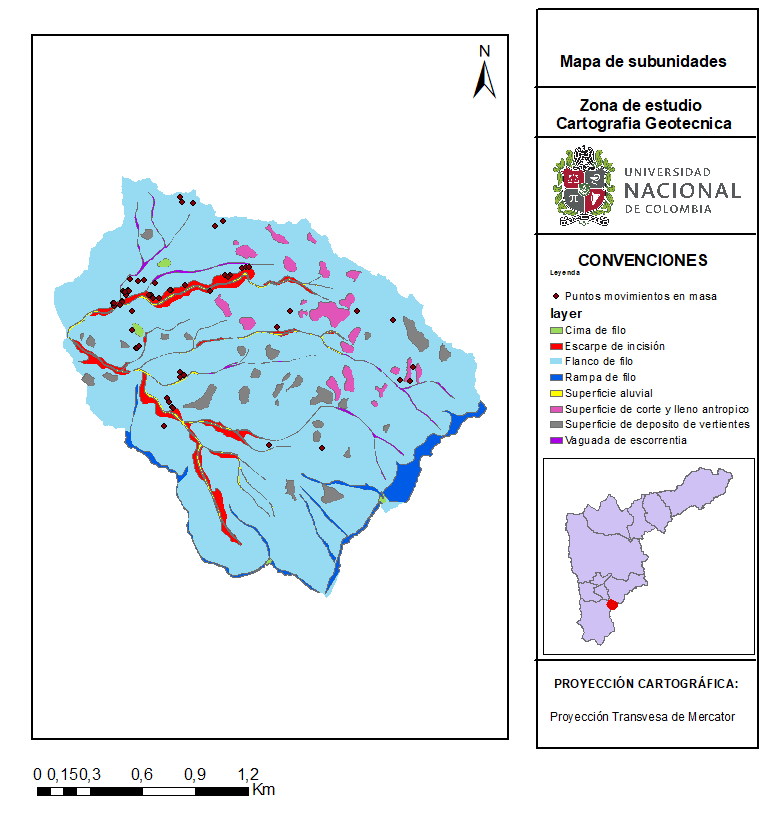 N
Mapa de subunidades
Zona de estudio
Cartografia Geotecnica
UNIVERSIDAD
NACIONAL
DE COLOMBIA
CONVENCIONES
Leyenda
Puntos movimientos en masa
layer
Cima de filo
Escarpe de incisión
Flanco de filo
Rampa de filo
Superficie aluvial
Superficie de corte y lleno antropico
Superficie de deposito de vertientes
Vaguada de escorrentia
PROYECCIÓN CARTOGRÁFICA:
Proyección Transvesa de Mercator
0 0,150,3 0,6 0,9 1,2
Km